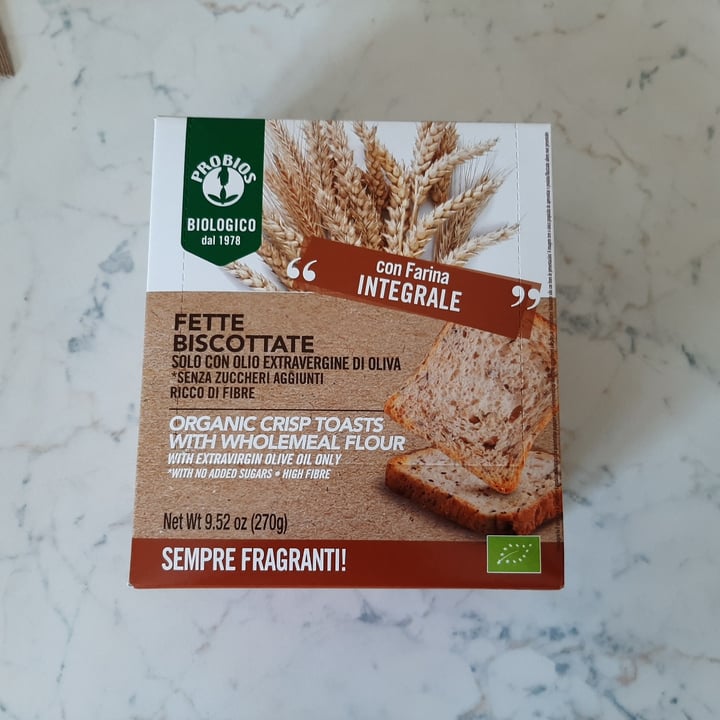 PROBIOS
BIOLOGICO
dal 1978
“ con Farina
INTEGRALE ”
FETTE
BISCOTTATE
SOLO CON OLIO EXTRAVERGINE DI OLIVA
*SENZA ZUCCHERI AGGIUNTI
RICCO DI FIBRE
ORGANIC CRISP TOASTS
WITH WHOLEMEAL FLOUR
WITH EXTRAVIRGIN OLIVE OIL ONLY
*WITH NO ADDED SUGARS • HIGH FIBRE
Net Wt 9.52 oz (270g)
SEMPRE FRAGRANTI!